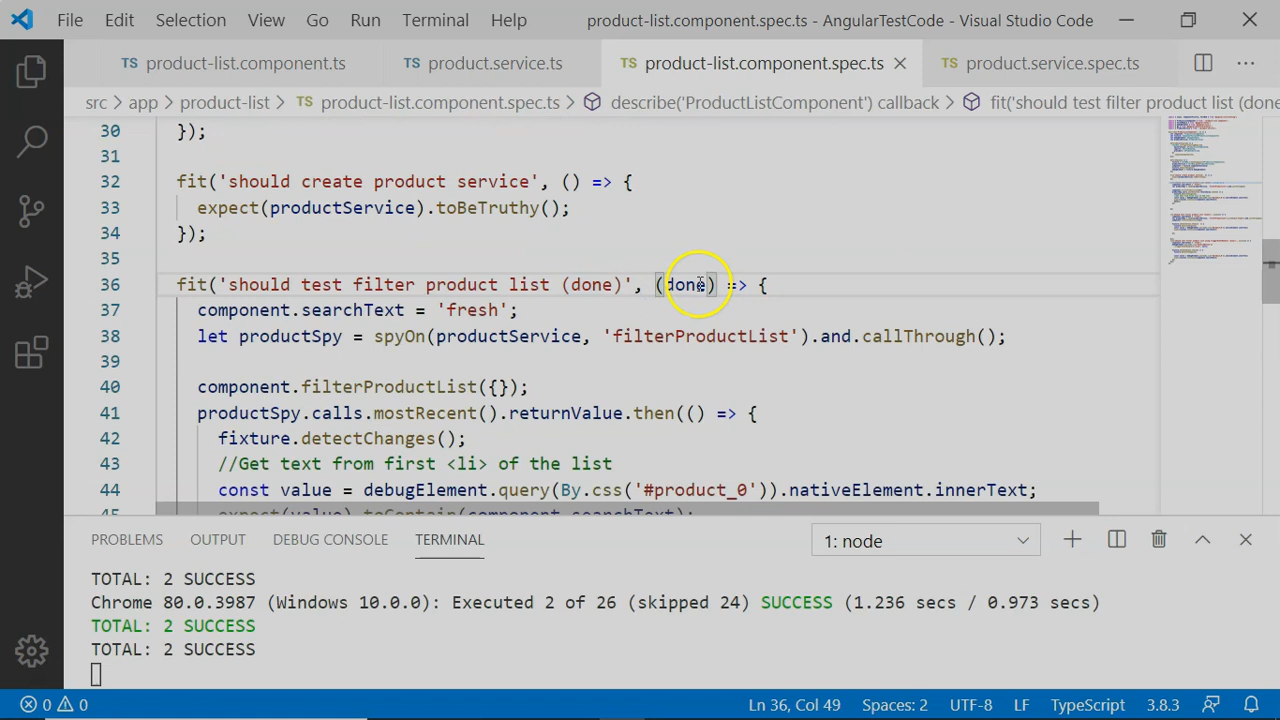 File Edit Selection View Go Run Terminal Help product-list.component.spec.ts - AngularTestCode - Visual Studio Code
TS product-list.component.ts TS product.service.ts TS product-list.component.spec.ts TS product.service.spec.ts
src > app > product-list > TS product-list.component.spec.ts > describe('ProductListComponent') callback > fit('should test filter product list (done
30 });
31
32 fit('should create product service', () => {
33 expect(productService).toBeTruthy();
34 });
35
36 fit('should test filter product list (done)', (done) => {
37 component.searchText = 'fresh';
38 let productSpy = spyOn(productService, 'filterProductList').and.callThrough();
39
40 component.filterProductList({});
41 productSpy.calls.mostRecent().returnValue.then(() => {
42 fixture.detectChanges();
43 //Get text from first <li> of the list
44 const value = debugElement.query(By.css('#product_0')).nativeElement.innerText;
45 expect(value).toContain(component.searchText);
PROBLEMS OUTPUT DEBUG CONSOLE TERMINAL 1: node
TOTAL: 2 SUCCESS
Chrome 80.0.3987 (Windows 10.0.0): Executed 2 of 26 (skipped 24) SUCCESS (1.236 secs / 0.973 secs)
TOTAL: 2 SUCCESS
TOTAL: 2 SUCCESS
0 0 Ln 36, Col 49 Spaces: 2 UTF-8 LF TypeScript 3.8.3